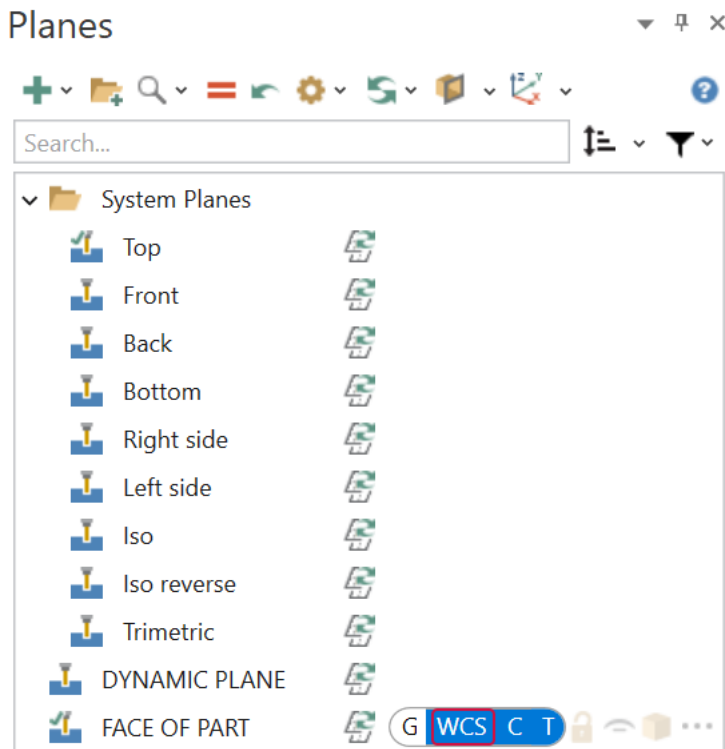 Planes
Search...
System Planes
Top
Front
Back
Bottom
Right side
Left side
Iso
Iso reverse
Trimetric
DYNAMIC PLANE
FACE OF PART G WCS C T